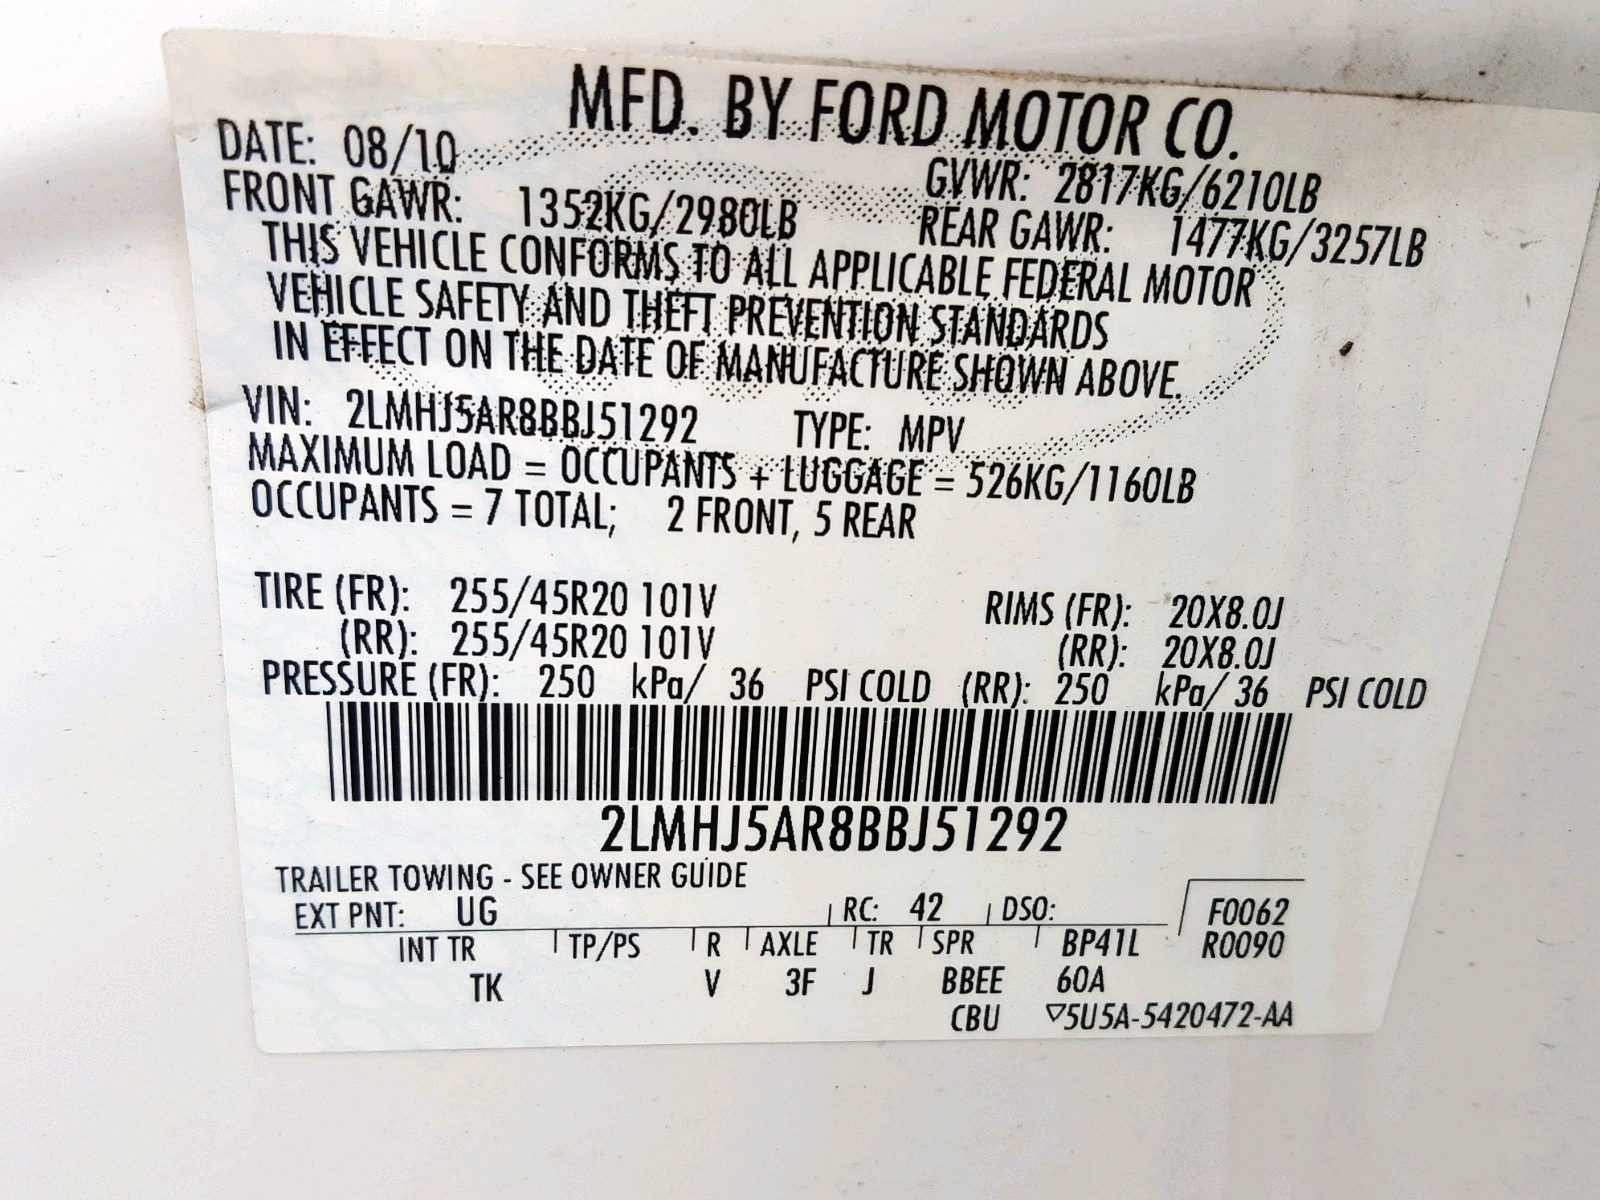 MFD. BY FORD MOTOR CO.
DATE: 08/10 GVWR: 2817KG/6210LB
FRONT GAWR: 1352KG/2980LB REAR GAWR: 1477KG/3257LB
THIS VEHICLE CONFORMS TO ALL APPLICABLE FEDERAL MOTOR
VEHICLE SAFETY AND THEFT PREVENTION STANDARDS
IN EFFECT ON THE DATE OF MANUFACTURE SHOWN ABOVE.
VIN: 2LMHJ5AR8BBJ51292 TYPE: MPV
MAXIMUM LOAD = OCCUPANTS + LUGGAGE = 526KG/1160LB
OCCUPANTS = 7 TOTAL; 2 FRONT, 5 REAR
TIRE (FR): 255/45R20 101V RIMS (FR): 20X8.0J
(RR): 255/45R20 101V (RR): 20X8.0J
PRESSURE (FR): 250 kPa/ 36 PSI COLD (RR): 250 kPa/ 36 PSI COLD
2LMHJ5AR8BBJ51292
TRAILER TOWING - SEE OWNER GUIDE
EXT PNT: UG RC: 42 DSO: F0062
INT TR TP/PS R AXLE TR SPR BP41L R0090
TK V 3F J BBEE 60A
CBU ▽5U5A-5420472-AA